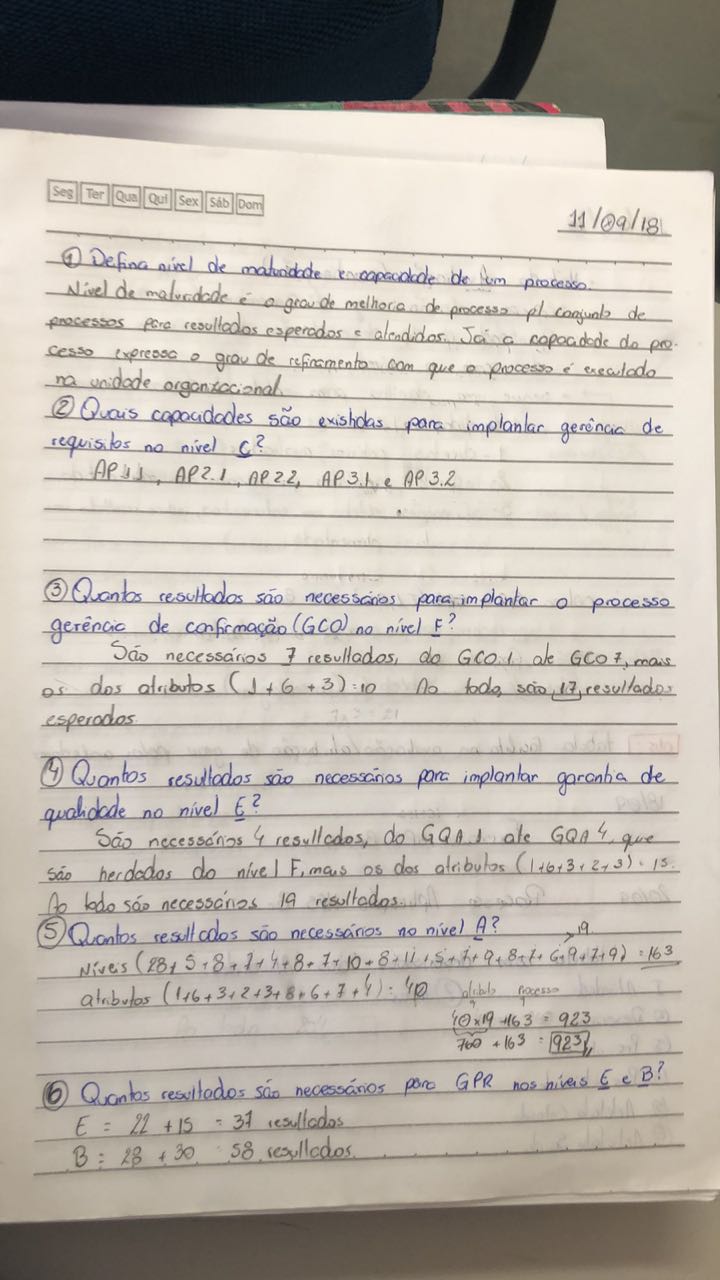 Seg Ter Qua Qui Sex Sáb Dom
11/09/18
① Defina nível de maturidade e capacidade de um processo.
Nível de maturidade é o grau de melhoria de processo p/ conjunto de
processos para resultados esperados e atendidos. Já a capacidade do pro-
cesso expressa o grau de refinamento com que o processo é executado
na unidade organizacional.
② Quais capacidades são existidas para implantar gerência de
requisitos no nível C?
AP 1.1, AP 2.1, AP 2.2, AP 3.1 e AP 3.2
③ Quantos resultados são necessários para implantar o processo
gerência de confirmação (GCO) no nível F?
São necessários 7 resultados, do GCO 1 até GCO 7, mais
os dos atributos (1+6+3)=10 Ao todo, são 17, resultados
esperados.
④ Quantos resultados são necessários para implantar garantia de
qualidade no nível E?
São necessários 4 resultados, do GQA 1 até GQA 4, que
são herdados do nível F, mais os dos atributos (1+6+3+2+3)=15.
Ao todo são necessários 19 resultados.
⑤ Quantos resultados são necessários no nível A?
19
Níveis (28+5+8+7+4+8+7+10+8+11+5+7+9+8+7+6+9+7+9) = 163
atributos (1+6+3+2+3+8+6+7+4) = 40
atributo processo
40x19 +163 = 923
760 + 163 = 923
⑥ Quantos resultados são necessários para GPR nos níveis E e B?
E = 22 + 15 = 37 resultados
B = 28 + 30 58 resultados.